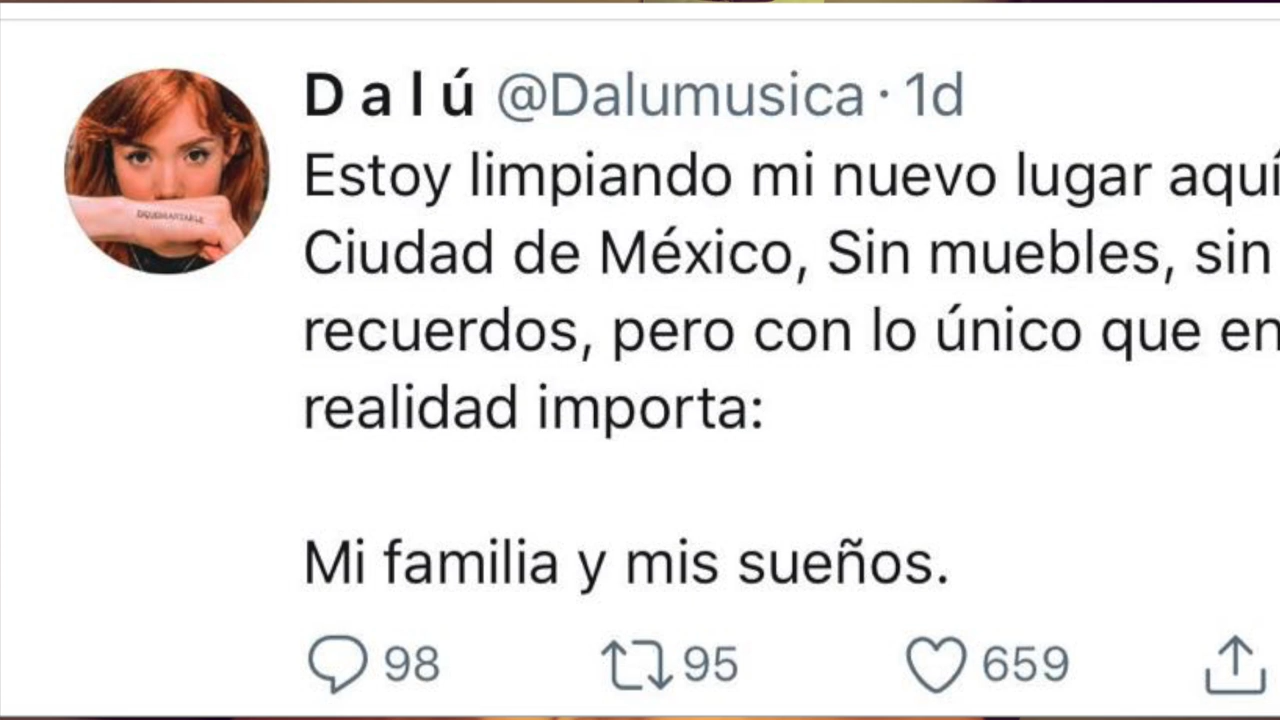 D a l ú @Dalumusica · 1d
Estoy limpiando mi nuevo lugar aquí
Ciudad de México, Sin muebles, sin
recuerdos, pero con lo único que en
realidad importa:
Mi familia y mis sueños.
98 95 659